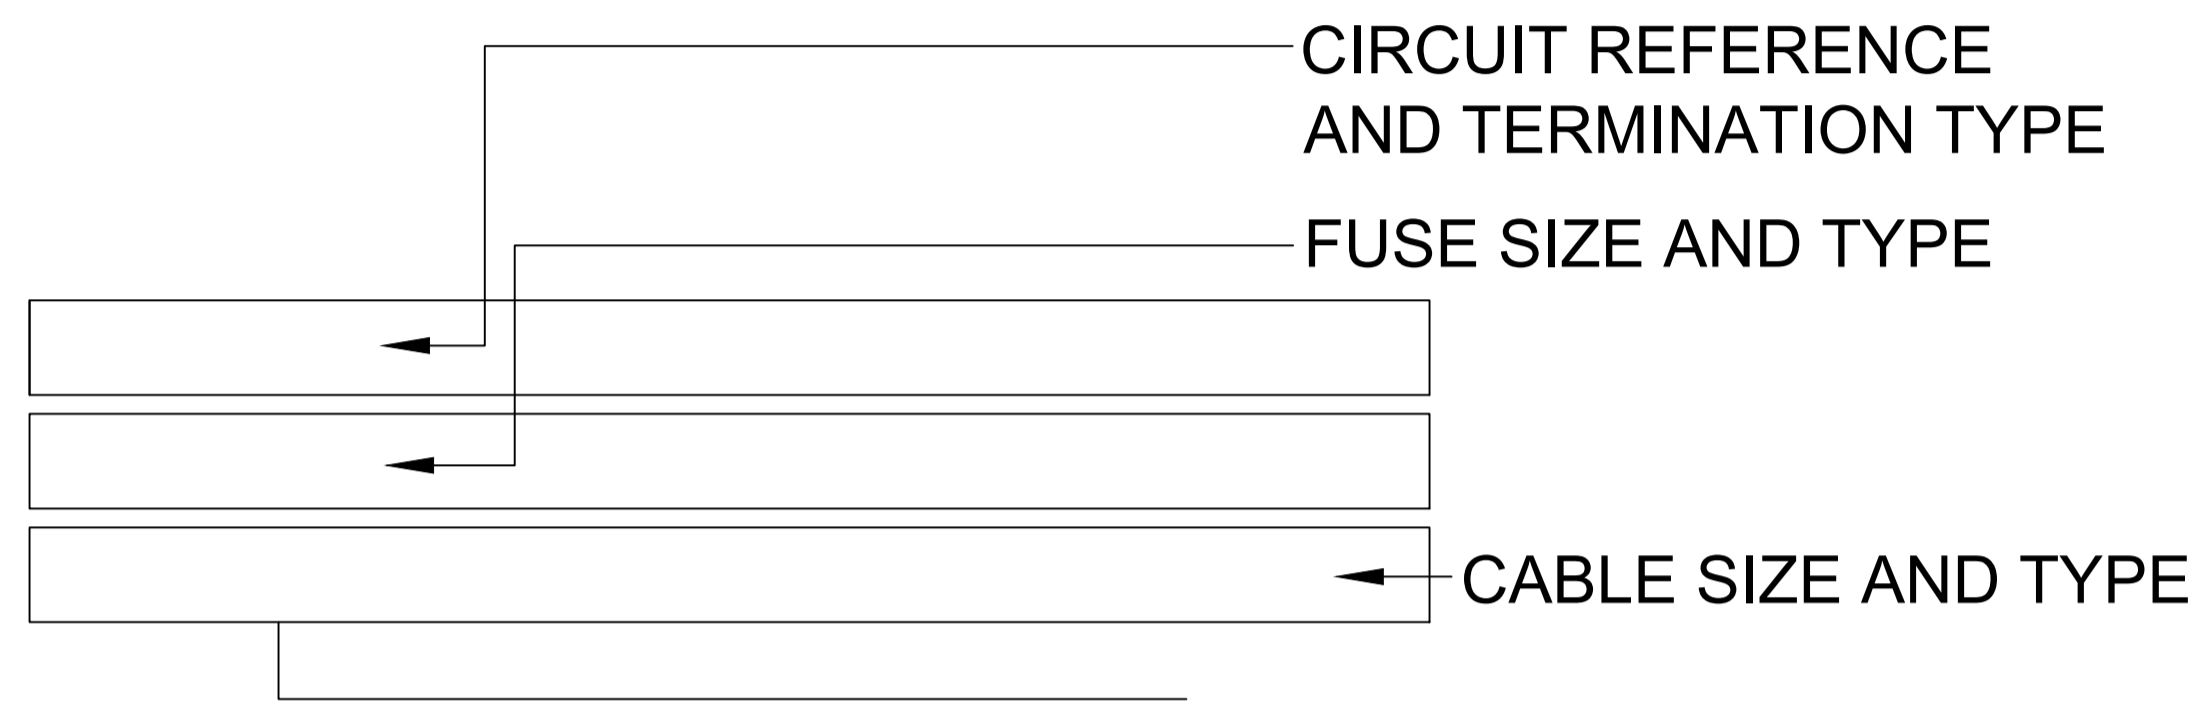 CIRCUIT REFERENCE
AND TERMINATION TYPE
FUSE SIZE AND TYPE
CABLE SIZE AND TYPE